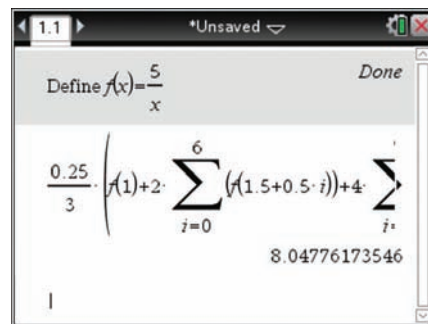 1.1 *Unsaved
Define f(x)=5/x Done
0.25/3·(f(1)+2·∑(i=0 to 6)(f(1.5+0.5·i))+4·∑ i=
8.04776173546